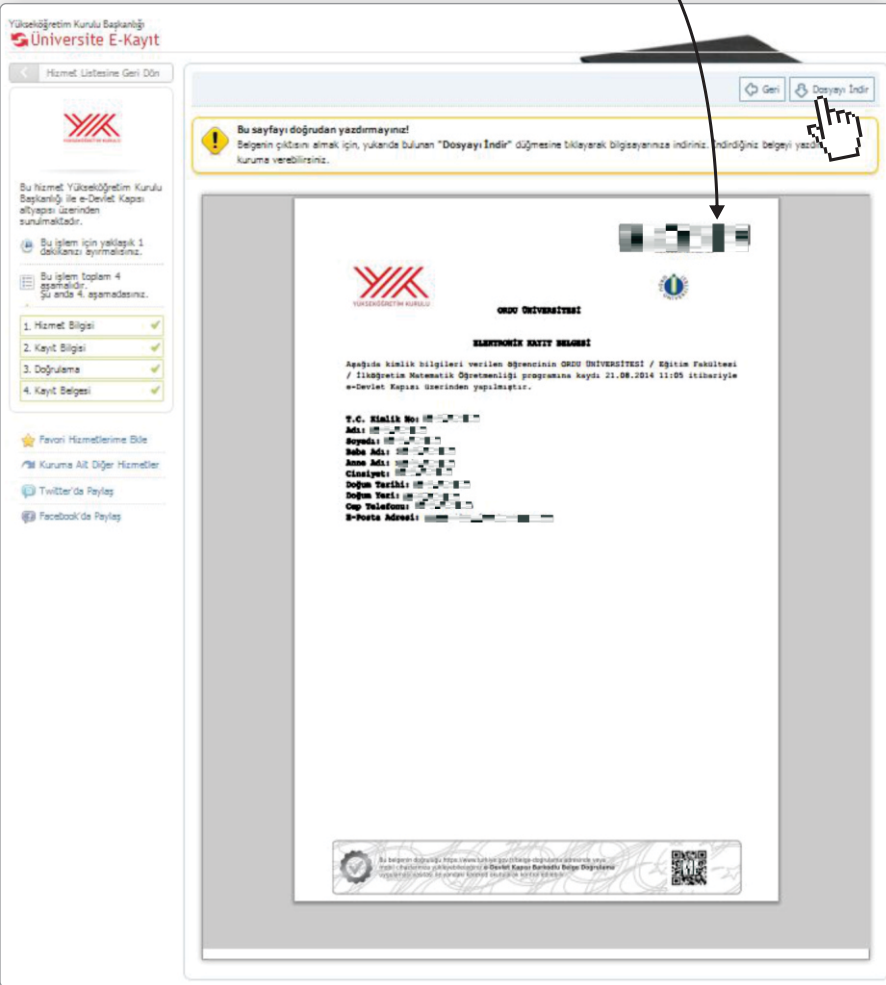 Yükseköğretim Kurulu Başkanlığı
Üniversite E-Kayıt
Hizmet Listesine Geri Dön
YÜKSEKÖĞRETİM KURULU
Bu hizmet Yükseköğretim Kurulu
Başkanlığı ile e-Devlet Kapısı
altyapısı üzerinden
sunulmaktadır.
Bu işlem için yaklaşık 1
dakikanızı ayırmalısınız.
Bu işlem toplam 4
aşamalıdır.
Şu anda 4. aşamadasınız.
1. Hizmet Bilgisi
2. Kayıt Bilgisi
3. Doğrulama
4. Kayıt Belgesi
Favori Hizmetlerime Ekle
Kuruma Ait Diğer Hizmetler
Twitter'da Paylaş
Facebook'da Paylaş
Geri
Dosyayı İndir
Bu sayfayı doğrudan yazdırmayınız!
Belgenin çıktısını almak için, yukarıda bulunan "Dosyayı İndir" düğmesine tıklayarak bilgisayarınıza indiriniz. İndirdiğiniz belgeyi
kuruma verebilirsiniz.
YÜKSEKÖĞRETİM KURULU
ORDU ÜNİVERSİTESİ
ELEKTRONİK KAYIT BELGESİ
Aşağıda kimlik bilgileri verilen öğrencinin ORDU ÜNİVERSİTESİ / Eğitim Fakültesi
/ İlköğretim Matematik Öğretmenliği programına kaydı 21.08.2014 11:05 itibariyle
e-Devlet Kapısı üzerinden yapılmıştır.
T.C. Kimlik No:
Adı:
Soyadı:
Baba Adı:
Anne Adı:
Cinsiyet:
Doğum Tarihi:
Doğum Yeri:
Cep Telefonu:
E-Posta Adresi:
e-Devlet Kapısı Barkodlu Belge Doğrulama